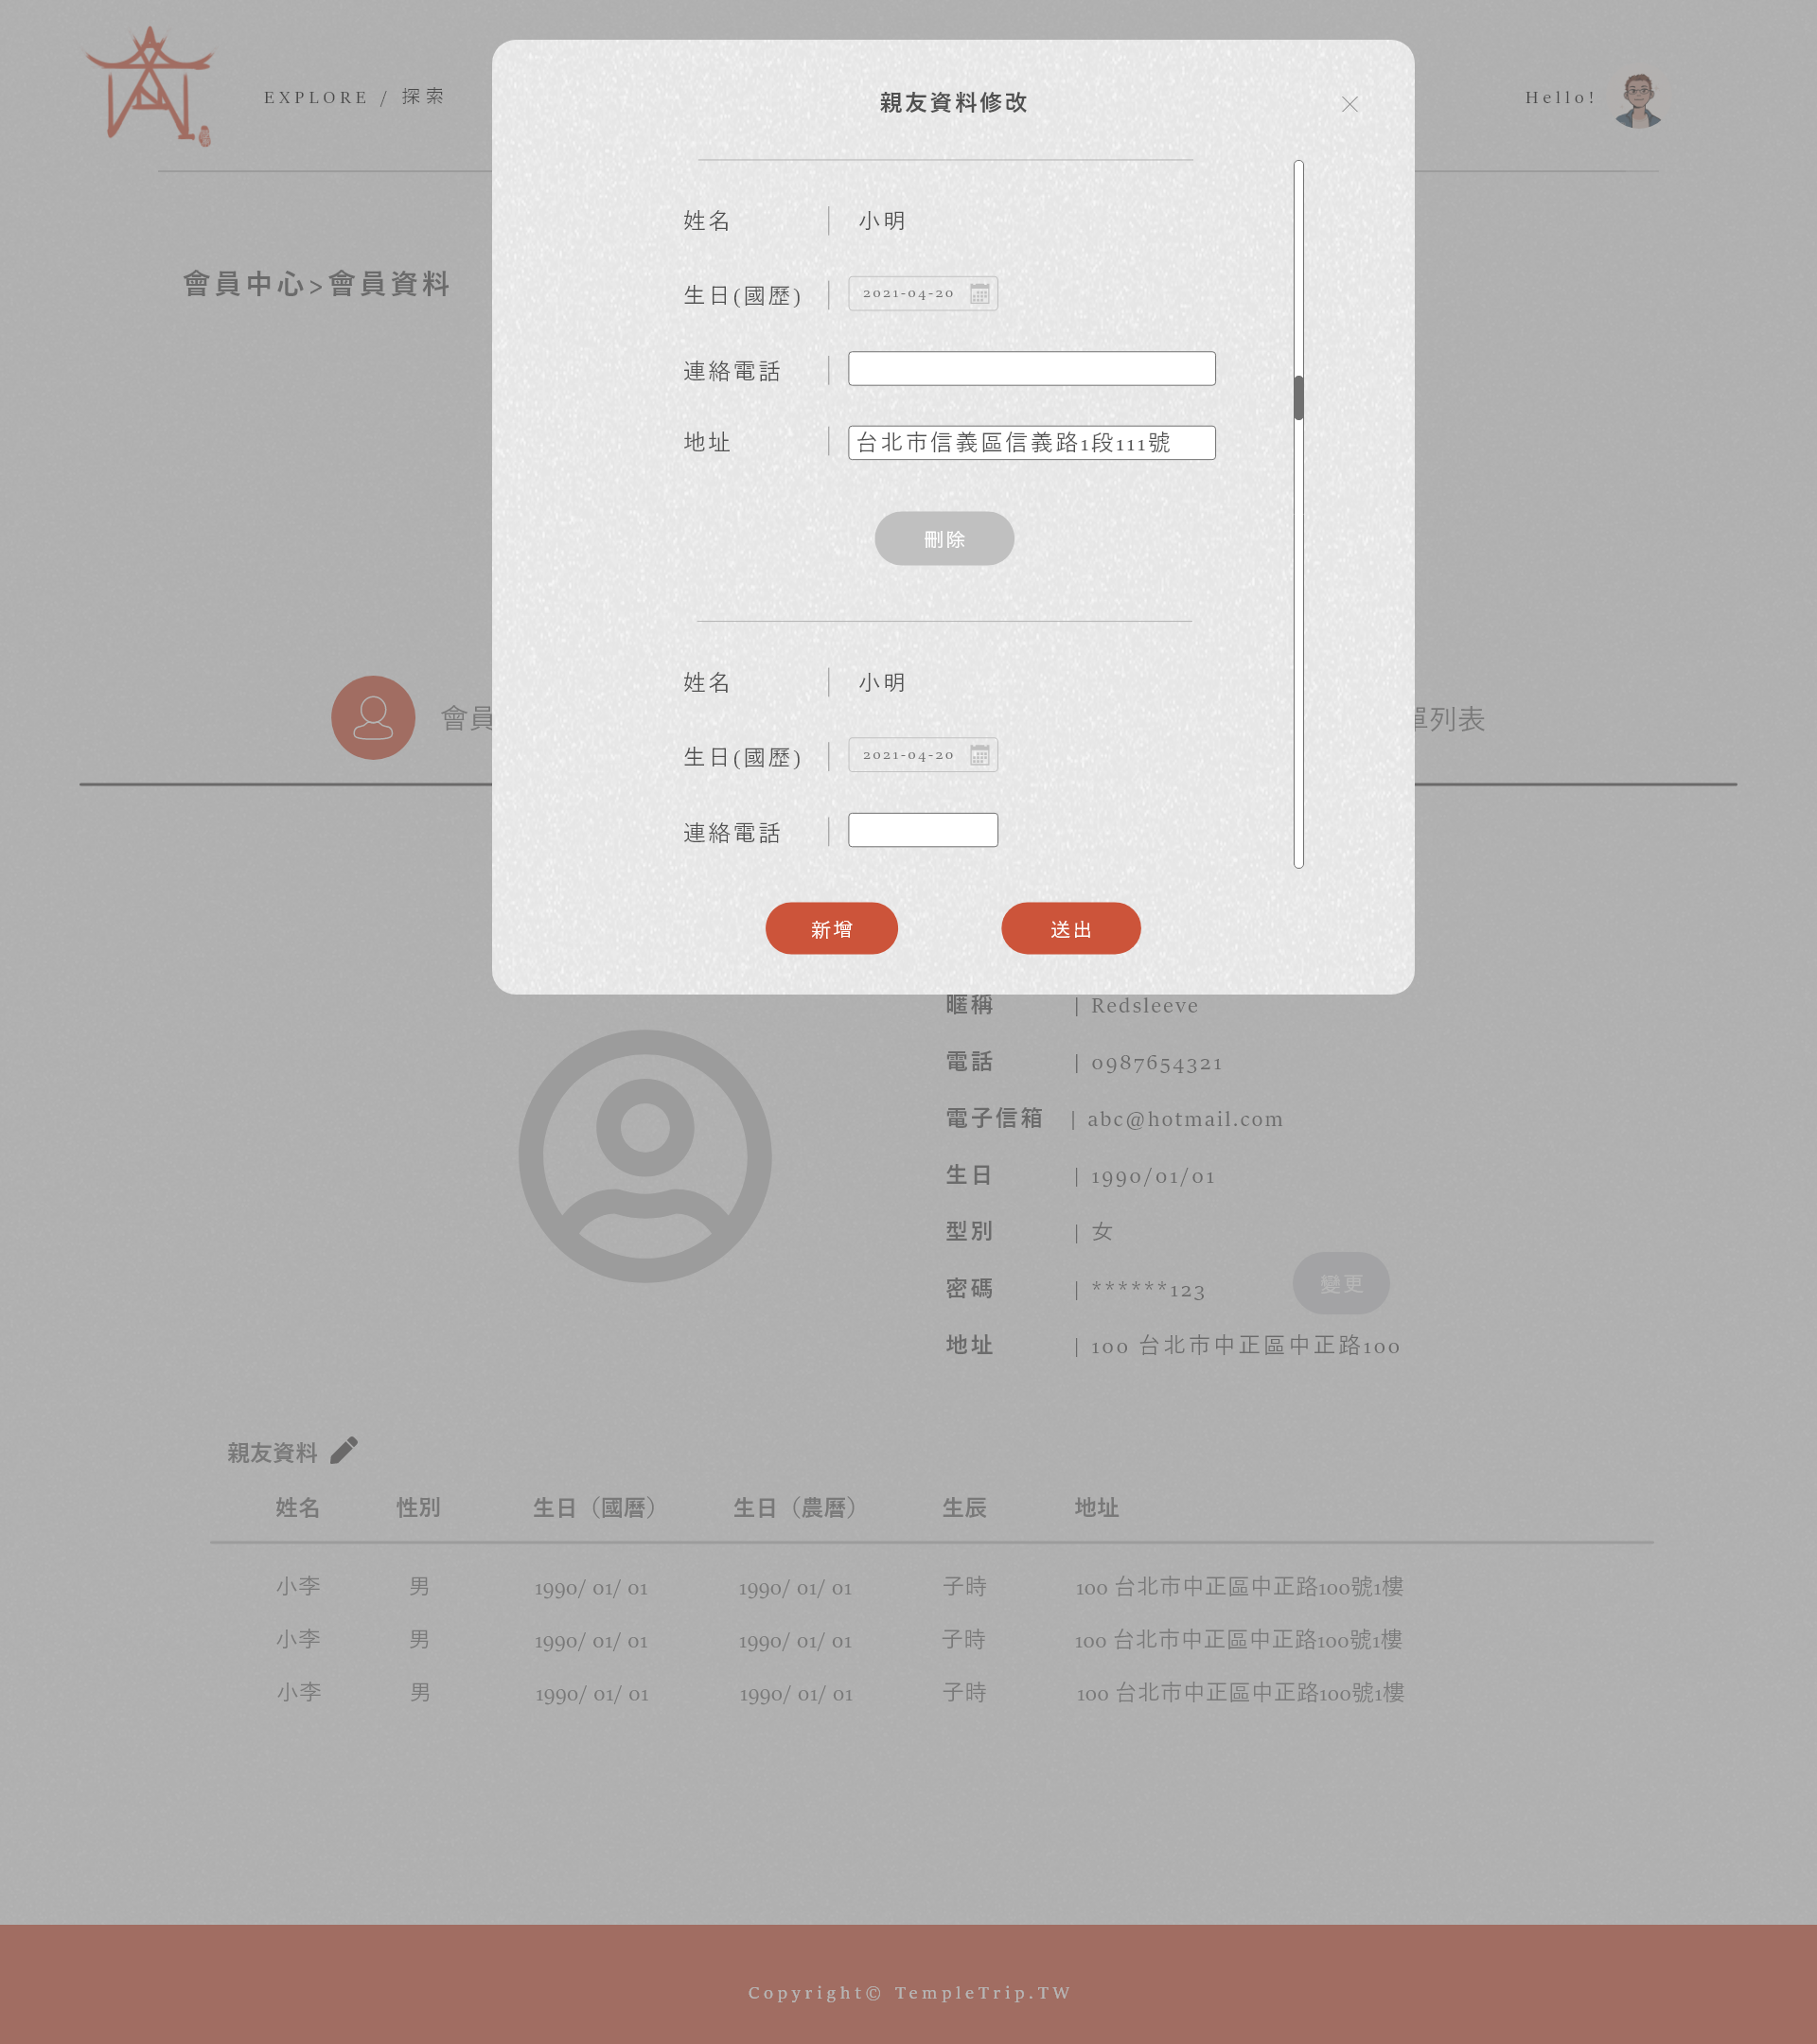 EXPLORE / 探索
Hello!
會員中心>會員資料
親友資料修改
姓名 | 小明
生日(國歷) | 2021-04-20
連絡電話 |
地址 | 台北市信義區信義路1段111號
刪除
姓名 | 小明
生日(國歷) | 2021-04-20
連絡電話 |
新增
送出
會員
列表
暱稱 | Redsleeve
電話 | 0987654321
電子信箱 | abc@hotmail.com
生日 | 1990/01/01
型別 | 女
密碼 | ******123
變更
地址 | 100 台北市中正區中正路100
親友資料
姓名 性別 生日（國曆） 生日（農曆） 生辰 地址
小李 男 1990/ 01/ 01 1990/ 01/ 01 子時 100 台北市中正區中正路100號1樓
小李 男 1990/ 01/ 01 1990/ 01/ 01 子時 100 台北市中正區中正路100號1樓
小李 男 1990/ 01/ 01 1990/ 01/ 01 子時 100 台北市中正區中正路100號1樓
Copyright© TempleTrip.TW